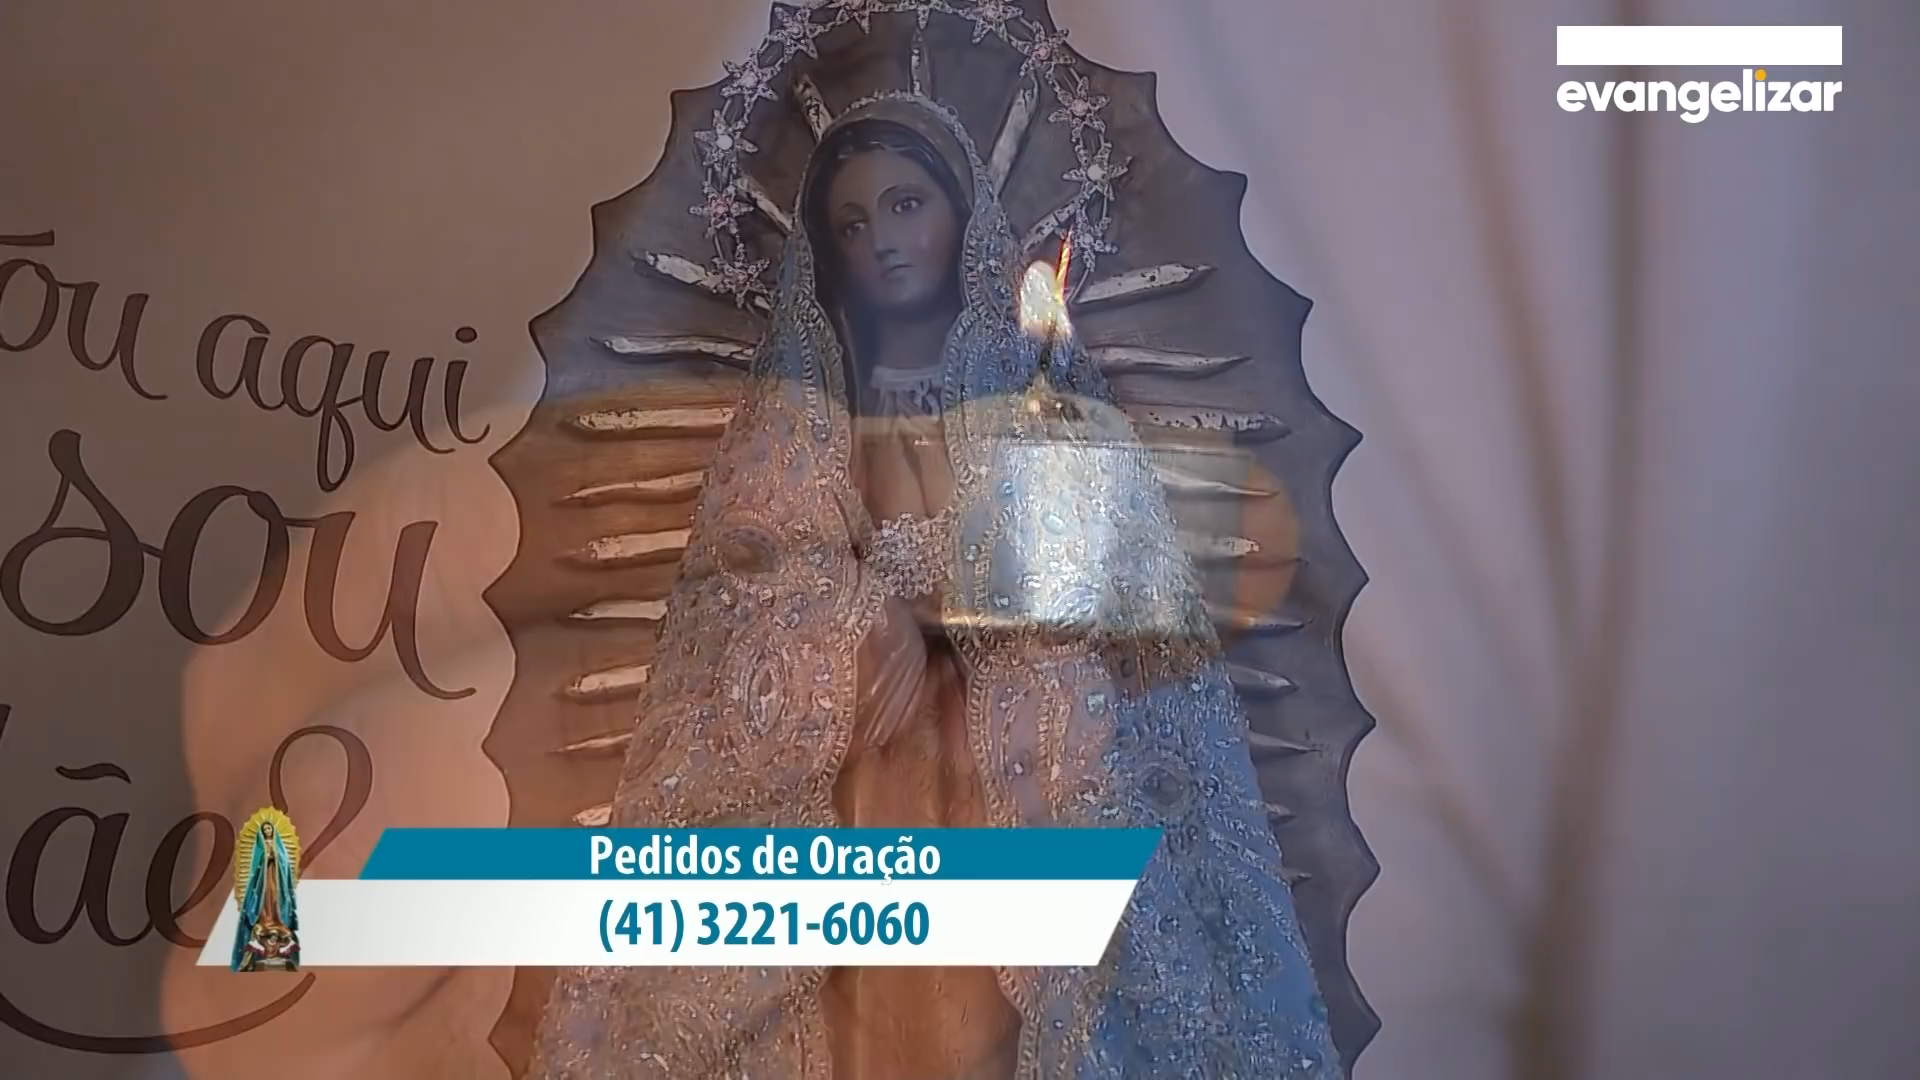 evangelizar
ou aqui
sou
ãe?
Pedidos de Oração
(41) 3221-6060